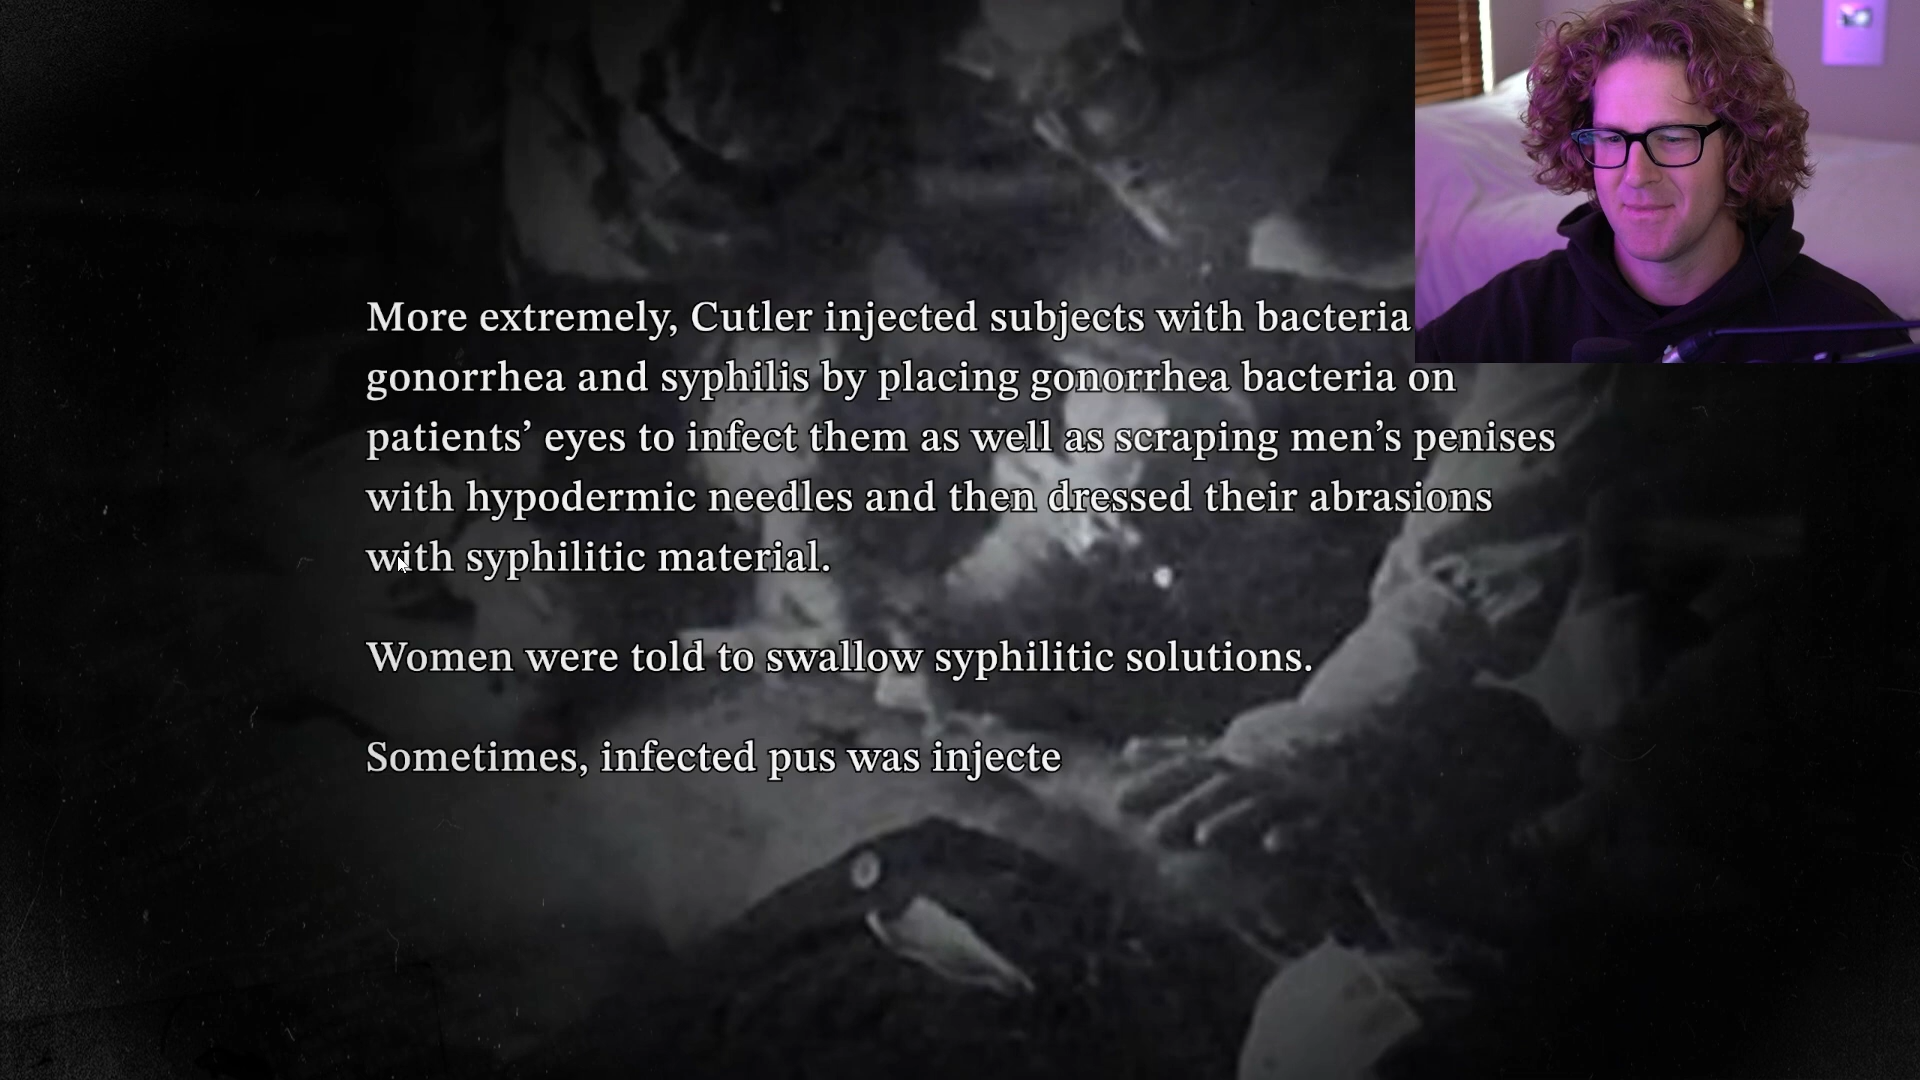 More extremely, Cutler injected subjects with bacteria
gonorrhea and syphilis by placing gonorrhea bacteria on
patients’ eyes to infect them as well as scraping men’s penises
with hypodermic needles and then dressed their abrasions
with syphilitic material.
Women were told to swallow syphilitic solutions.
Sometimes, infected pus was injecte